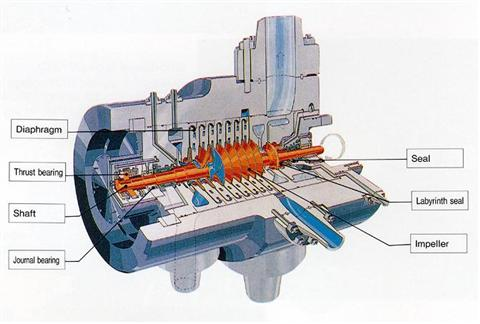 Diaphragm
Thrust bearing
Shaft
Journal bearing
Seal
Labyrinth seal
Impeller